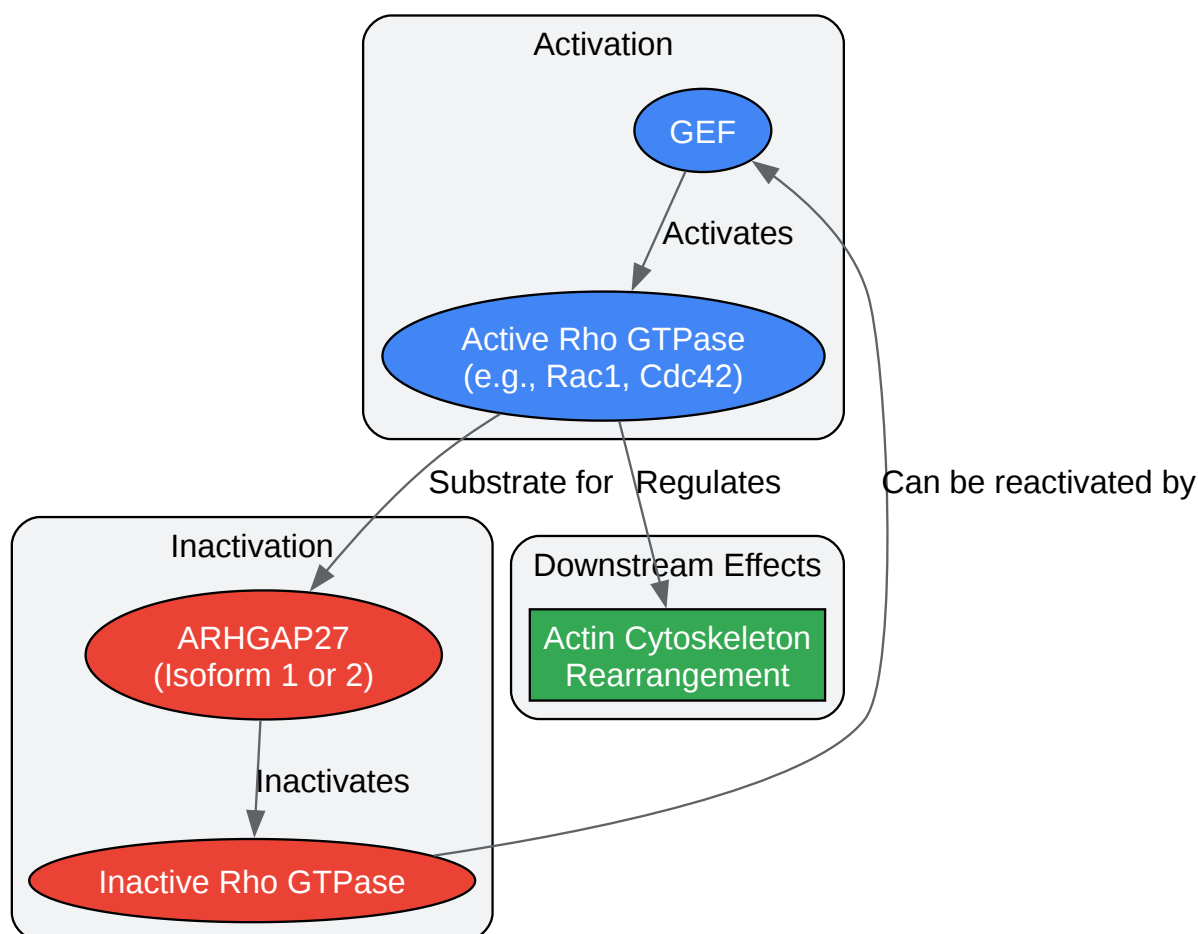 Activation
GEF
Activates
Active Rho GTPase
(e.g., Rac1, Cdc42)
Substrate for
Regulates
Can be reactivated by
Inactivation
Downstream Effects
ARHGAP27
(Isoform 1 or 2)
Actin Cytoskeleton
Rearrangement
Inactivates
Inactive Rho GTPase